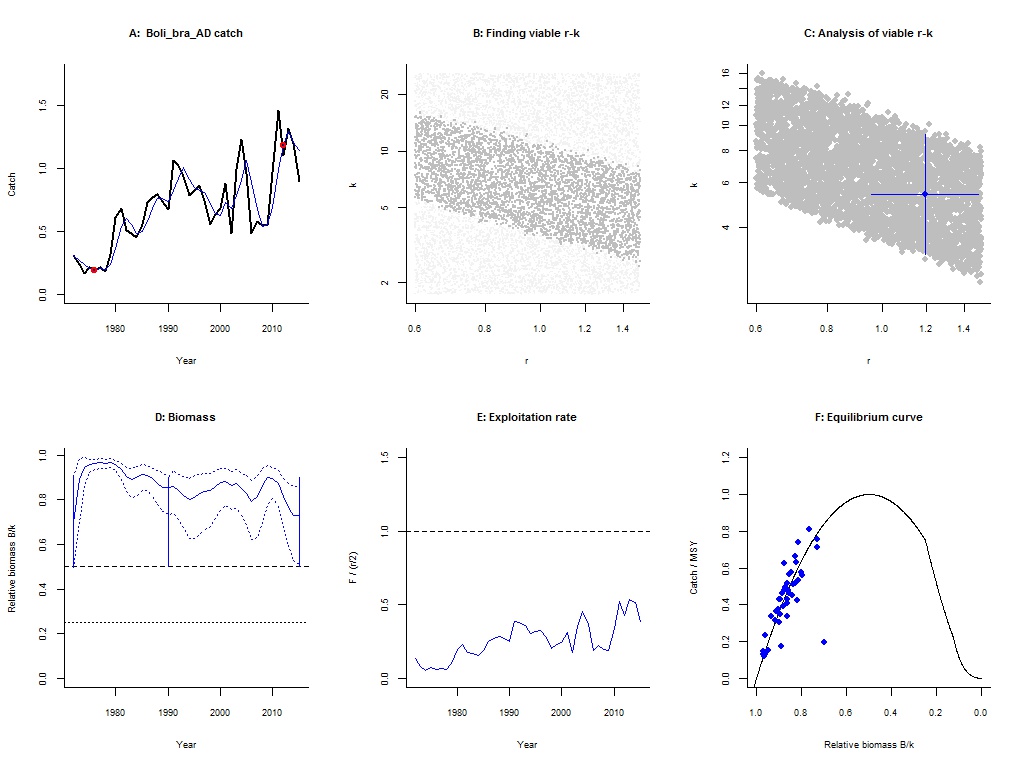 A:  Boli_bra_AD catch
Catch
0.0 0.5 1.0 1.5
1980 1990 2000 2010
Year
B: Finding viable r-k
k
2 5 10 20
0.6 0.8 1.0 1.2 1.4
r
C: Analysis of viable r-k
k
4 6 8 10 12 16
0.6 0.8 1.0 1.2 1.4
r
D: Biomass
Relative biomass B/k
0.0 0.2 0.4 0.6 0.8 1.0
1980 1990 2000 2010
Year
E: Exploitation rate
F / (r/2)
0.0 0.5 1.0 1.5
1980 1990 2000 2010
Year
F: Equilibrium curve
Catch / MSY
0.0 0.2 0.4 0.6 0.8 1.0 1.2
1.0 0.8 0.6 0.4 0.2 0.0
Relative biomass B/k